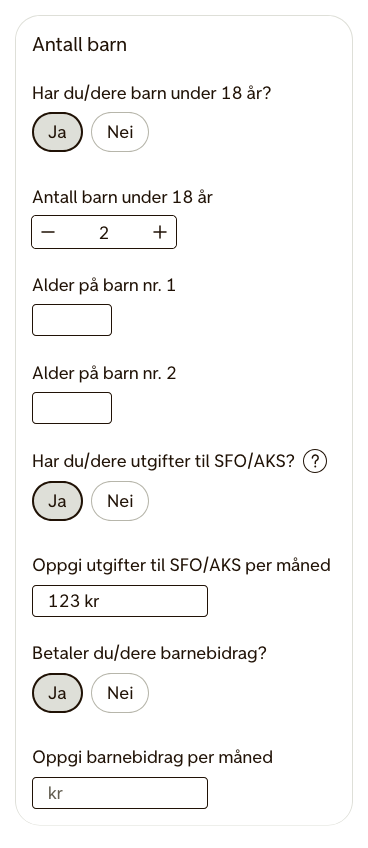 Antall barn
Har du/dere barn under 18 år?
Ja Nei
Antall barn under 18 år
− 2 +
Alder på barn nr. 1
Alder på barn nr. 2
Har du/dere utgifter til SFO/AKS? ?
Ja Nei
Oppgi utgifter til SFO/AKS per måned
123 kr
Betaler du/dere barnebidrag?
Ja Nei
Oppgi barnebidrag per måned
kr